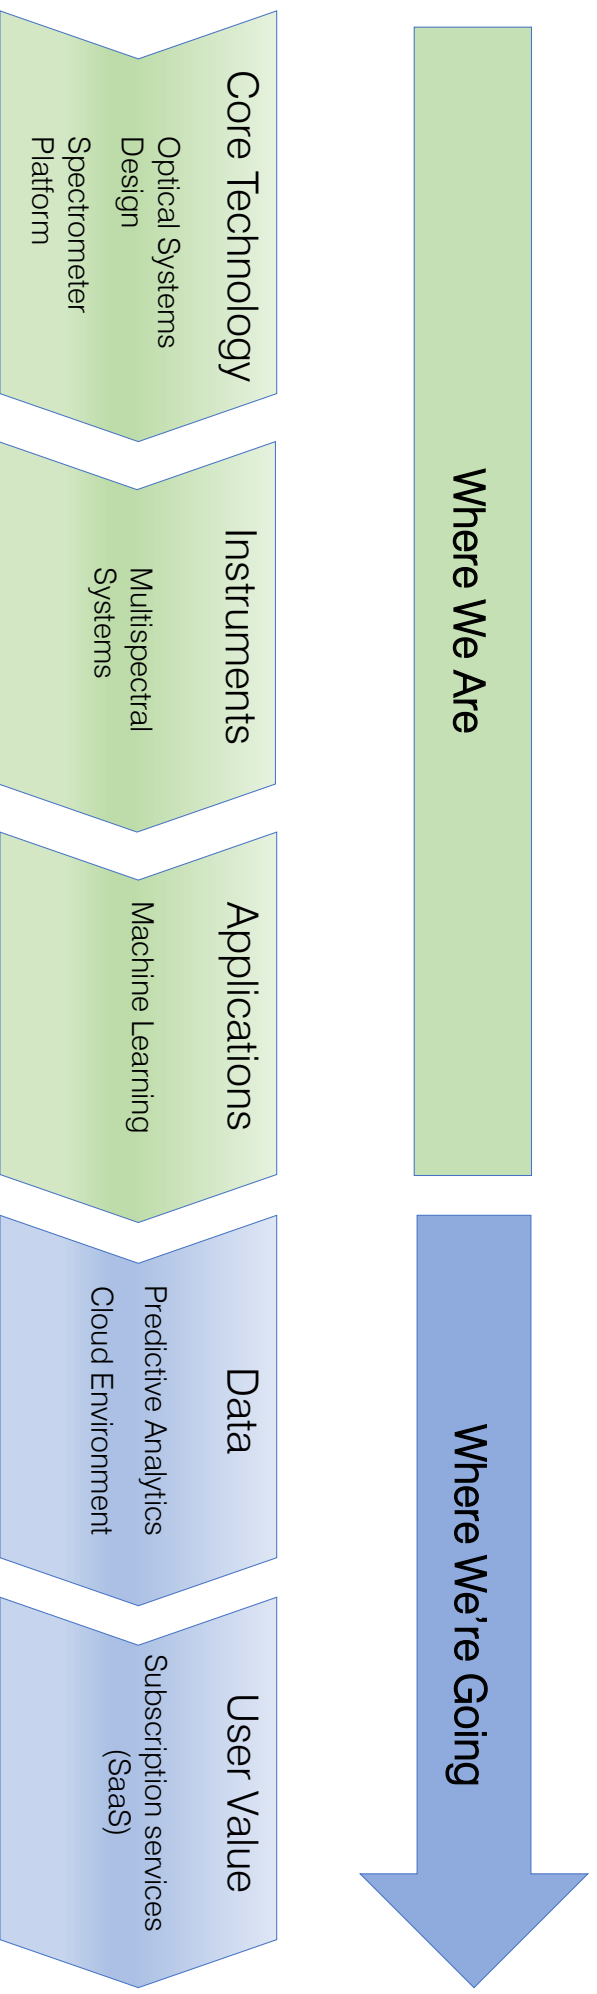 Where We Are
Where We’re Going
Core Technology
Optical Systems
Design
Spectrometer
Platform
Instruments
Multispectral
Systems
Applications
Machine Learning
Data
Predictive Analytics
Cloud Environment
User Value
Subscription services
(SaaS)